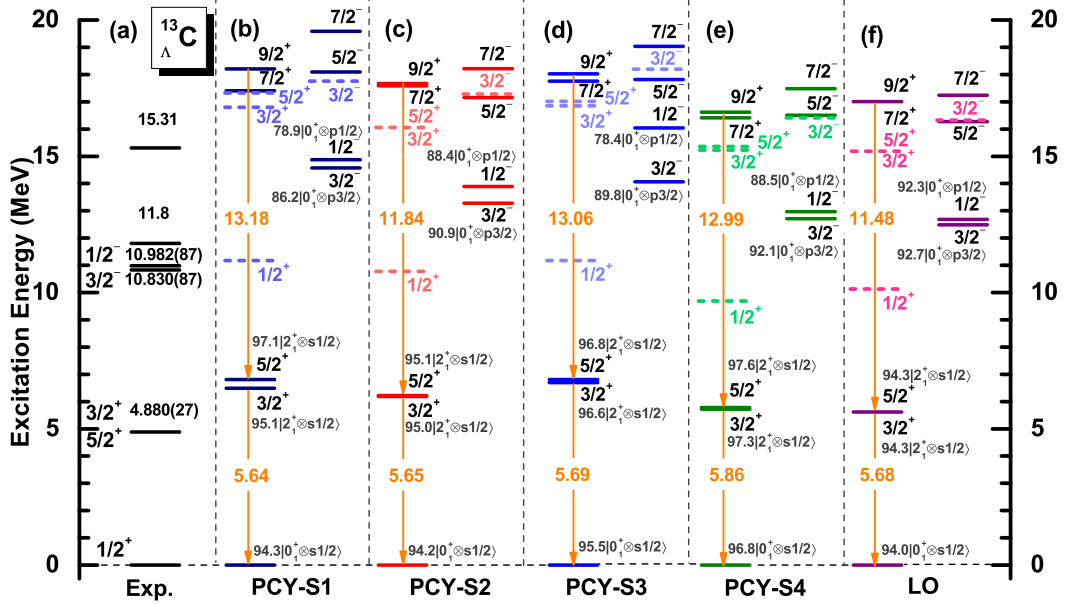 Excitation Energy (MeV)
20
15
10
5
0
(a)
¹³
Λ C
15.31
11.8
1/2⁻ 10.982(87)
3/2⁻ 10.830(87)
3/2⁺ 4.880(27)
5/2⁺
1/2⁺
Exp.
(b)
7/2⁻
9/2⁺
5/2⁻
7/2⁺
5/2⁺
3/2⁻
3/2⁺
78.9|0⁺₁⊗p1/2⟩
1/2⁻
3/2⁻
86.2|0⁺₁⊗p3/2⟩
13.18
1/2⁺
97.1|2⁺₁⊗s1/2⟩
5/2⁺
3/2⁺
95.1|2⁺₁⊗s1/2⟩
5.64
94.3|0⁺₁⊗s1/2⟩
PCY-S1
(c)
7/2⁻
9/2⁺
3/2⁻
7/2⁺
5/2⁻
5/2⁺
3/2⁺
88.4|0⁺₁⊗p1/2⟩
1/2⁻
3/2⁻
11.84
90.9|0⁺₁⊗p3/2⟩
1/2⁺
95.1|2⁺₁⊗s1/2⟩
5/2⁺
3/2⁺
95.0|2⁺₁⊗s1/2⟩
5.65
94.2|0⁺₁⊗s1/2⟩
PCY-S2
(d)
7/2⁻
9/2⁺
3/2⁻
7/2⁺
5/2⁻
5/2⁺
3/2⁺
1/2⁻
78.4|0⁺₁⊗p1/2⟩
3/2⁻
89.8|0⁺₁⊗p3/2⟩
13.06
1/2⁺
96.8|2⁺₁⊗s1/2⟩
5/2⁺
3/2⁺
96.6|2⁺₁⊗s1/2⟩
5.69
95.5|0⁺₁⊗s1/2⟩
PCY-S3
(e)
7/2⁻
9/2⁺
5/2⁻
7/2⁺
3/2⁻
5/2⁺
3/2⁺
88.5|0⁺₁⊗p1/2⟩
1/2⁻
12.99
3/2⁻
92.1|0⁺₁⊗p3/2⟩
1/2⁺
97.6|2⁺₁⊗s1/2⟩
5/2⁺
3/2⁺
97.3|2⁺₁⊗s1/2⟩
5.86
96.8|0⁺₁⊗s1/2⟩
PCY-S4
(f)
7/2⁻
9/2⁺
3/2⁻
7/2⁺
5/2⁻
5/2⁺
3/2⁺
92.3|0⁺₁⊗p1/2⟩
1/2⁻
11.48
3/2⁻
92.7|0⁺₁⊗p3/2⟩
1/2⁺
94.3|2⁺₁⊗s1/2⟩
5/2⁺
3/2⁺
94.3|2⁺₁⊗s1/2⟩
5.68
94.0|0⁺₁⊗s1/2⟩
LO
20
15
10
5
0